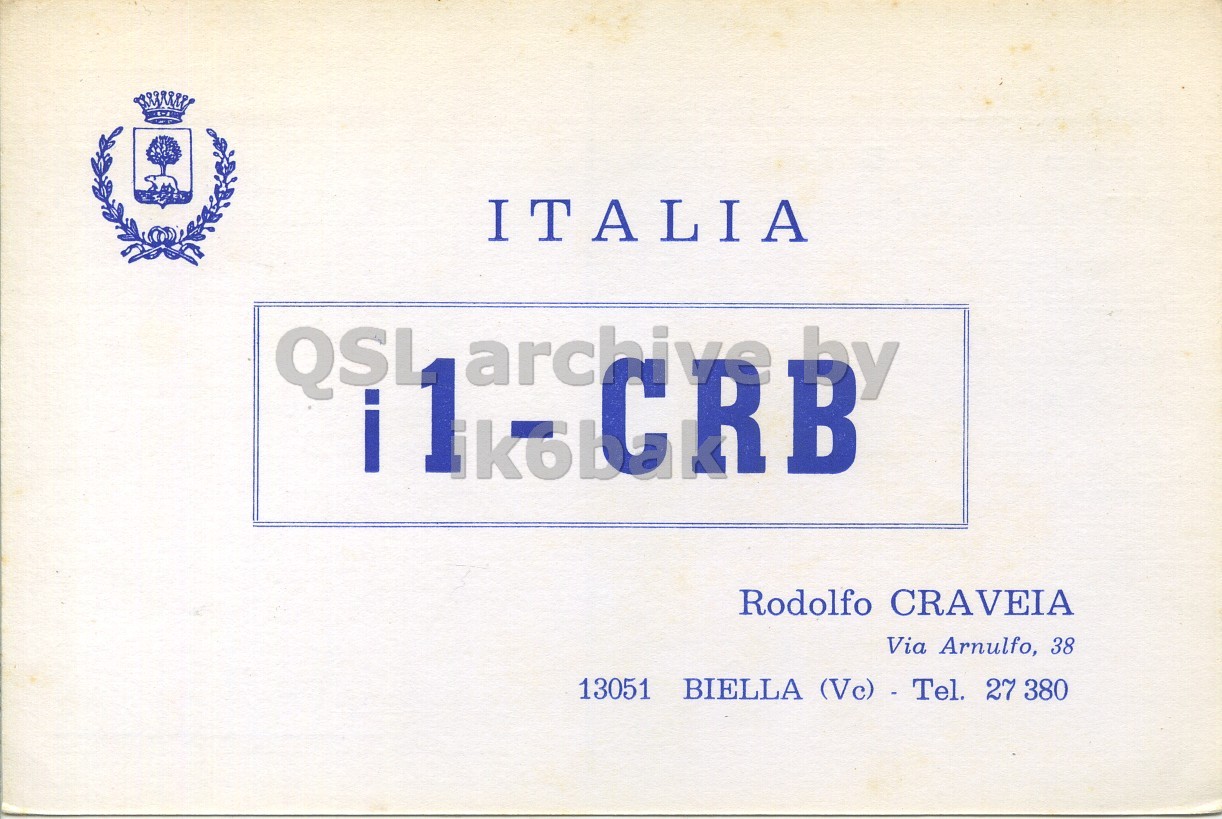 ITALIA
QSL archive by
i1-CRB
ik6bak
Rodolfo CRAVEIA
Via Arnulfo, 38
13051 BIELLA (Vc) - Tel. 27 380